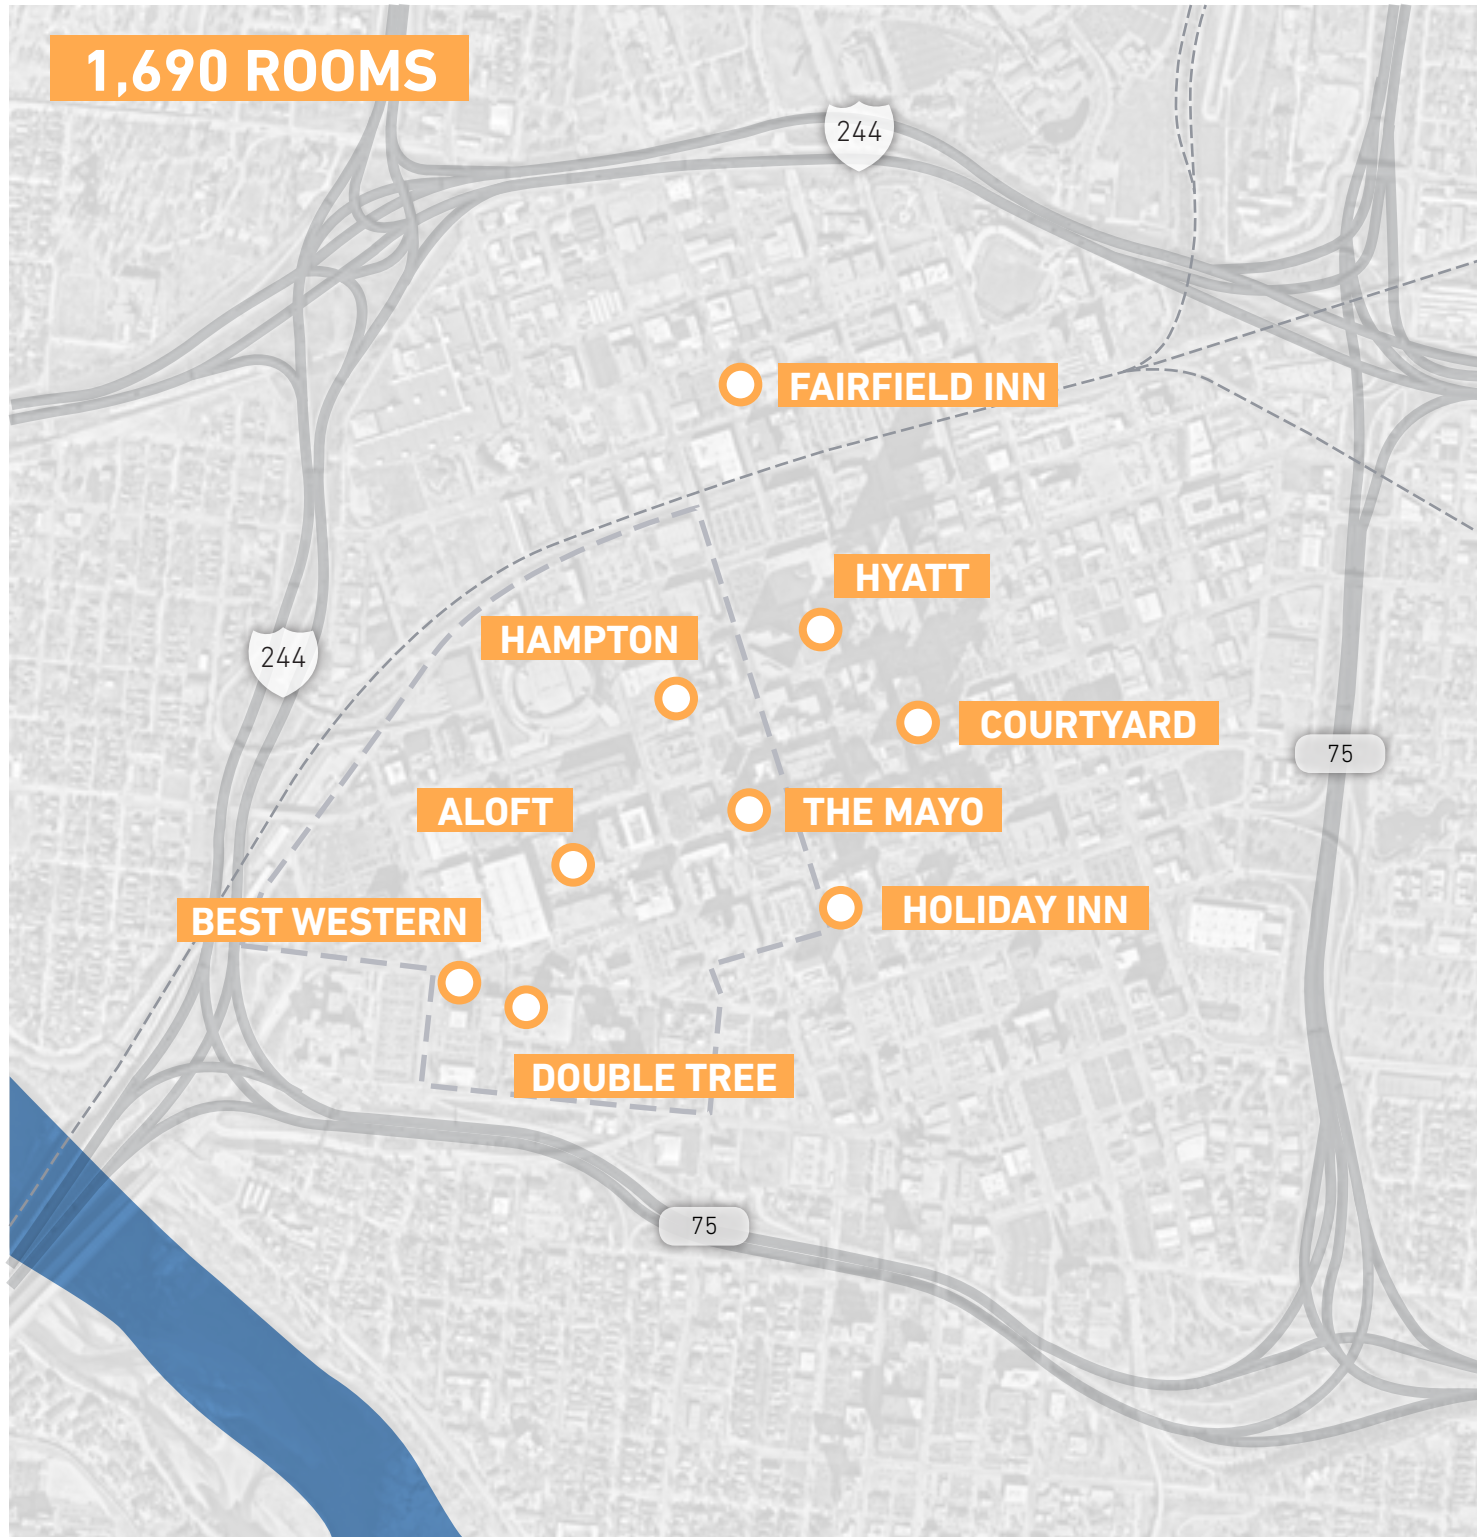 1,690 ROOMS
244
FAIRFIELD INN
HYATT
HAMPTON
244
COURTYARD
75
ALOFT
THE MAYO
HOLIDAY INN
BEST WESTERN
DOUBLE TREE
75